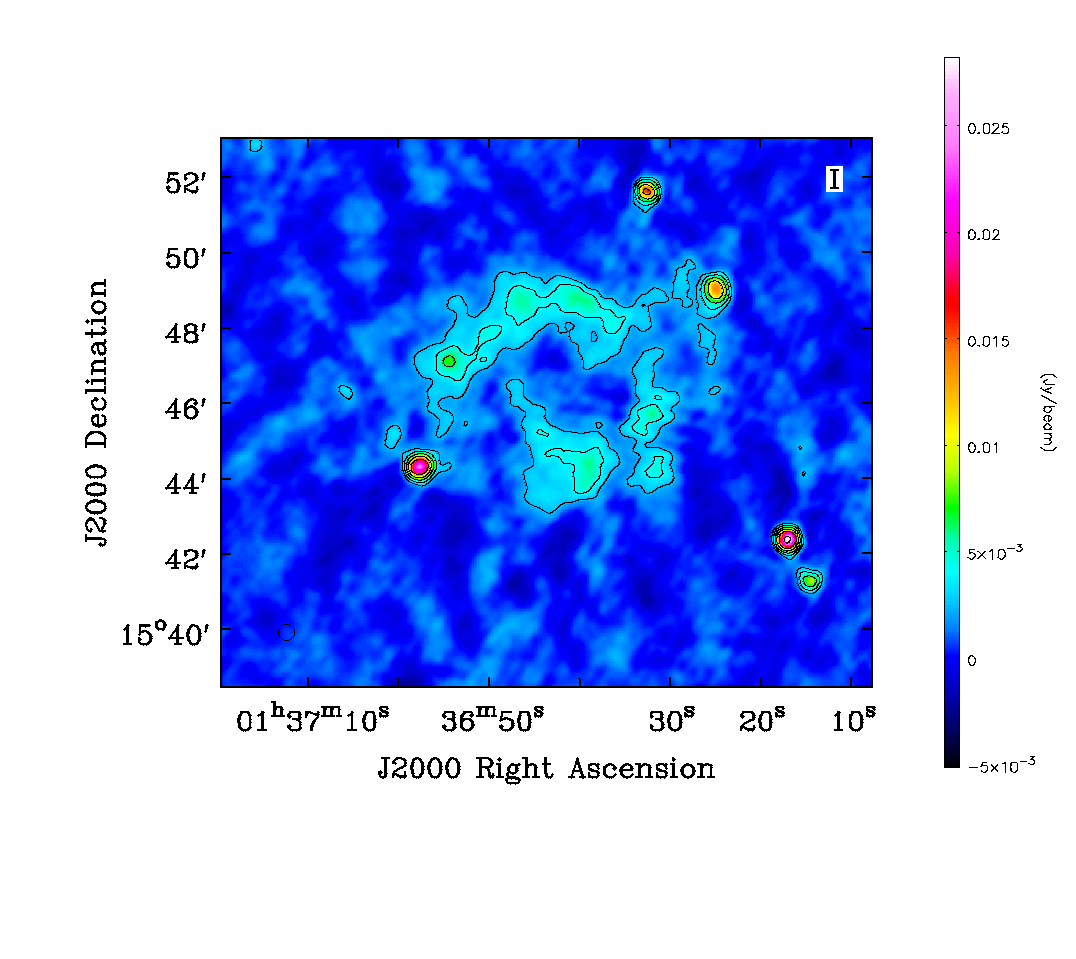 I
52′
50′
48′
46′
44′
42′
15°40′
01ʰ37ᵐ10ˢ 36ᵐ50ˢ 30ˢ 20ˢ 10ˢ
J2000 Right Ascension
J2000 Declination
0.025
0.02
0.015
0.01
5×10⁻³
0
−5×10⁻³
(Jy/beam)